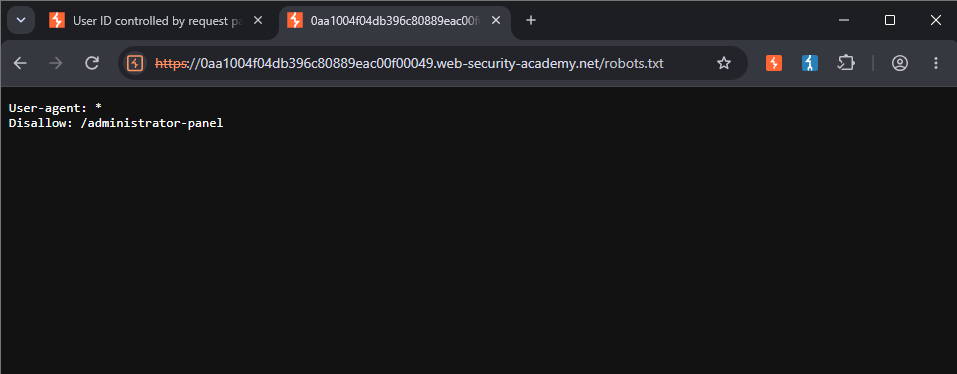 User ID controlled by request pa
0aa1004f04db396c80889eac00f
https://0aa1004f04db396c80889eac00f00049.web-security-academy.net/robots.txt
User-agent: *
Disallow: /administrator-panel